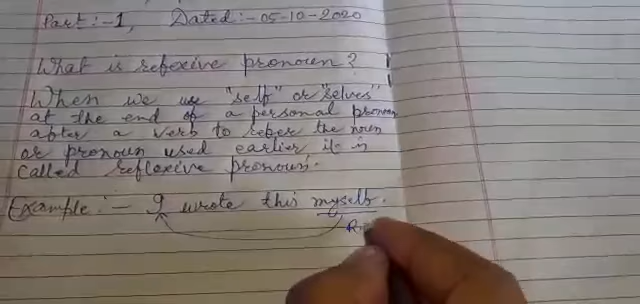 Part:-1, Dated:-05-10-2020
What is refexive pronoun?
When we use "self" or "selves"
at the end of a personal pronoun
after a verb to refer the noun
or pronoun used earlier it is
called reflexive pronoun.
Example:- I wrote this myself.